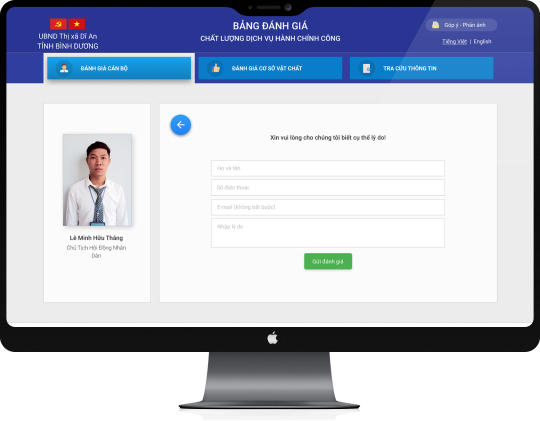 UBND Thị xã Dĩ An
TỈNH BÌNH DƯƠNG
BẢNG ĐÁNH GIÁ
CHẤT LƯỢNG DỊCH VỤ HÀNH CHÍNH CÔNG
Góp ý - Phản ánh
Tiếng Việt | English
ĐÁNH GIÁ CÁN BỘ
ĐÁNH GIÁ CƠ SỞ VẬT CHẤT
TRA CỨU THÔNG TIN
Lê Minh Hữu Thăng
Chủ Tịch Hội Đồng Nhân
Dân
Xin vui lòng cho chúng tôi biết cụ thể lý do!
Họ và tên
Số điện thoại
E-mail (không bắt buộc)
Nhập lý do
Gửi đánh giá